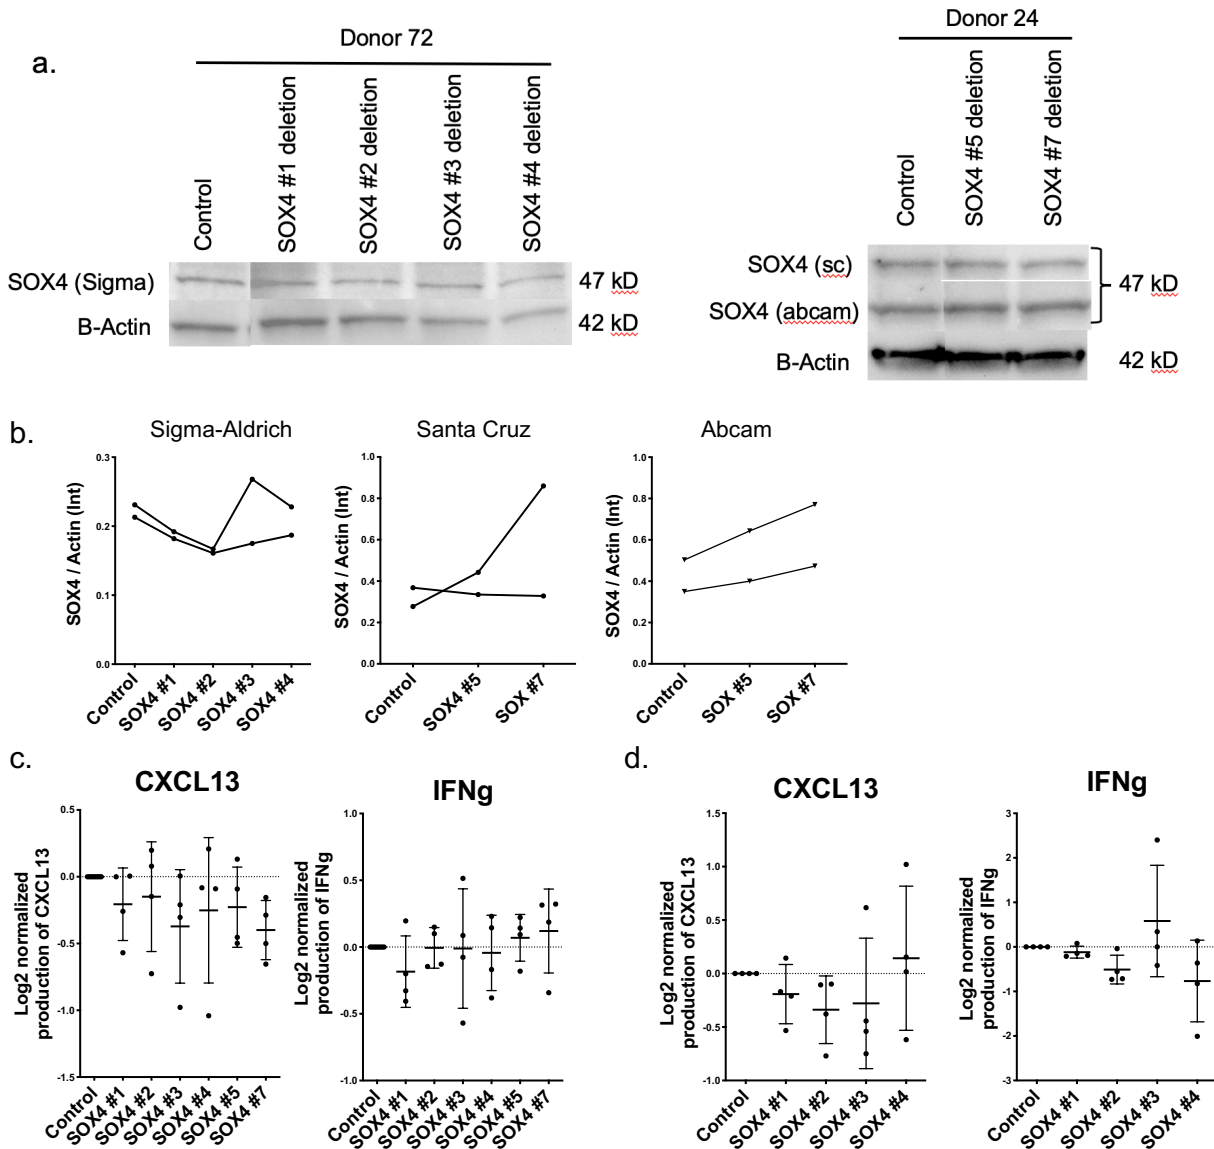 a.
Donor 72
Control
SOX4 #1 deletion
SOX4 #2 deletion
SOX4 #3 deletion
SOX4 #4 deletion
SOX4 (Sigma)
47 kD
B-Actin
42 kD
Donor 24
Control
SOX4 #5 deletion
SOX4 #7 deletion
SOX4 (sc)
47 kD
SOX4 (abcam)
B-Actin
42 kD
b.
Sigma-Aldrich
SOX4 / Actin (Int)
0.3
0.2
0.1
0.0
Control
SOX4 #1
SOX4 #2
SOX4 #3
SOX4 #4
Santa Cruz
SOX4 / Actin (Int)
1.0
0.8
0.6
0.4
0.2
0.0
Control
SOX4 #5
SOX #7
Abcam
SOX4 / Actin (Int)
1.0
0.8
0.6
0.4
0.2
0.0
Control
SOX #5
SOX #7
c.
CXCL13
Log2 normalized
production of CXCL13
0.5
0.0
-0.5
-1.0
-1.5
Control
SOX4 #1
SOX4 #2
SOX4 #3
SOX4 #4
SOX4 #5
SOX4 #7
IFNg
Log2 normalized
production of IFNg
1.0
0.5
0.0
-0.5
-1.0
Control
SOX4 #1
SOX4 #2
SOX4 #3
SOX4 #4
SOX4 #5
SOX4 #7
d.
CXCL13
Log2 normalized
production of CXCL13
1.5
1.0
0.5
0.0
-0.5
-1.0
Control
SOX4 #1
SOX4 #2
SOX4 #3
SOX4 #4
IFNg
Log2 normalized
production of IFNg
3
2
1
0
-1
-2
-3
Control
SOX4 #1
SOX4 #2
SOX4 #3
SOX4 #4